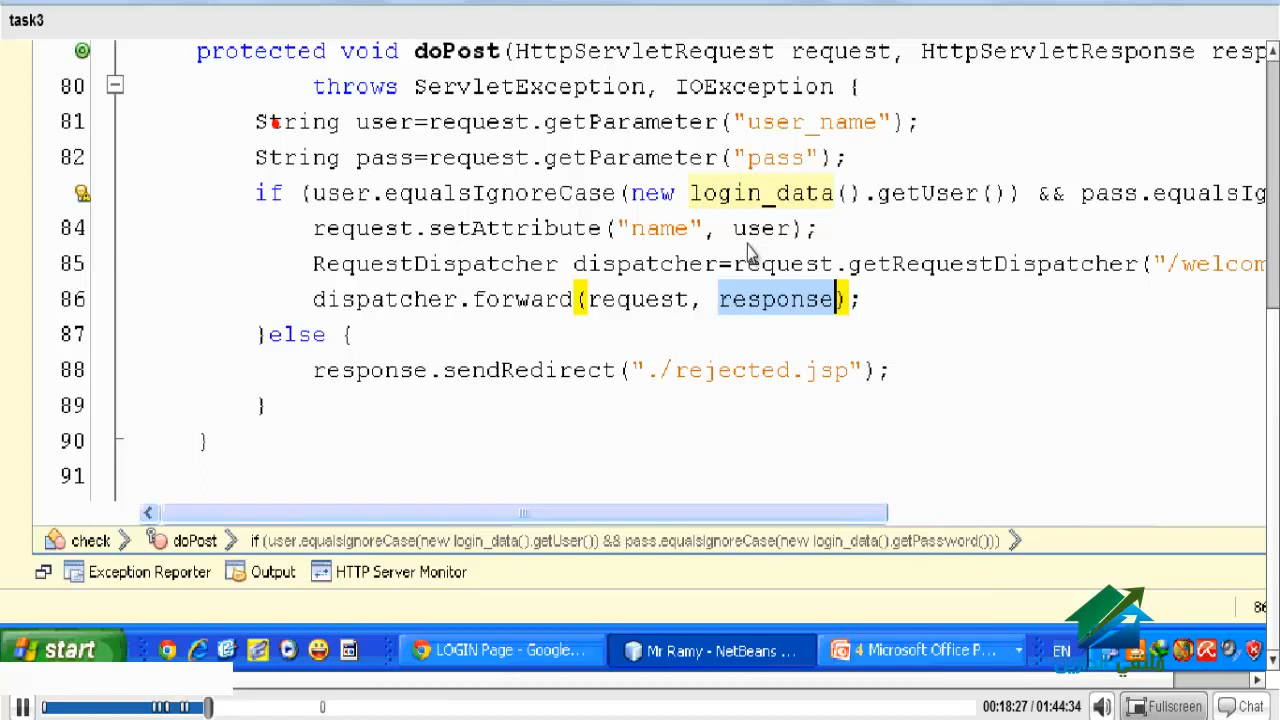 task3
protected void doPost(HttpServletRequest request, HttpServletResponse resp
80 throws ServletException, IOException {
81 String user=request.getParameter("user_name");
82 String pass=request.getParameter("pass");
if (user.equalsIgnoreCase(new login_data().getUser()) && pass.equalsIg
84 request.setAttribute("name", user);
85 RequestDispatcher dispatcher=request.getRequestDispatcher("/welcom
86 dispatcher.forward(request, response);
87 }else {
88 response.sendRedirect("./rejected.jsp");
89 }
90 }
91
check doPost if (user.equalsIgnoreCase(new login_data().getUser()) && pass.equalsIgnoreCase(new login_data().getPassword()))
Exception Reporter Output HTTP Server Monitor
86
start LOGIN Page - Google... Mr Ramy - NetBeans ... 4 Microsoft Office P... EN
00:18:27 / 01:44:34 Fullscreen Chat